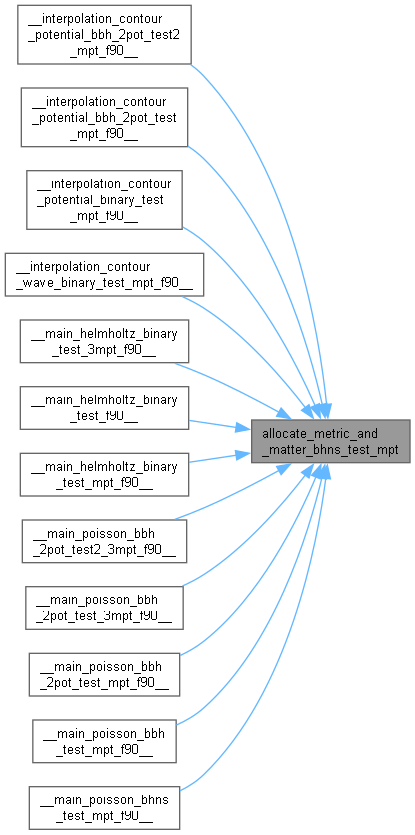 __interpolation_contour
_potential_bbh_2pot_test2
_mpt_f90__
__interpolation_contour
_potential_bbh_2pot_test
_mpt_f90__
__interpolation_contour
_potential_binary_test
_mpt_f90__
__interpolation_contour
_wave_binary_test_mpt_f90__
__main_helmholtz_binary
_test_3mpt_f90__
__main_helmholtz_binary
_test_f90__
__main_helmholtz_binary
_test_mpt_f90__
__main_poisson_bbh
_2pot_test2_3mpt_f90__
__main_poisson_bbh
_2pot_test_3mpt_f90__
__main_poisson_bbh
_2pot_test_mpt_f90__
__main_poisson_bbh
_test_mpt_f90__
__main_poisson_bhns
_test_mpt_f90__
allocate_metric_and
_matter_bhns_test_mpt